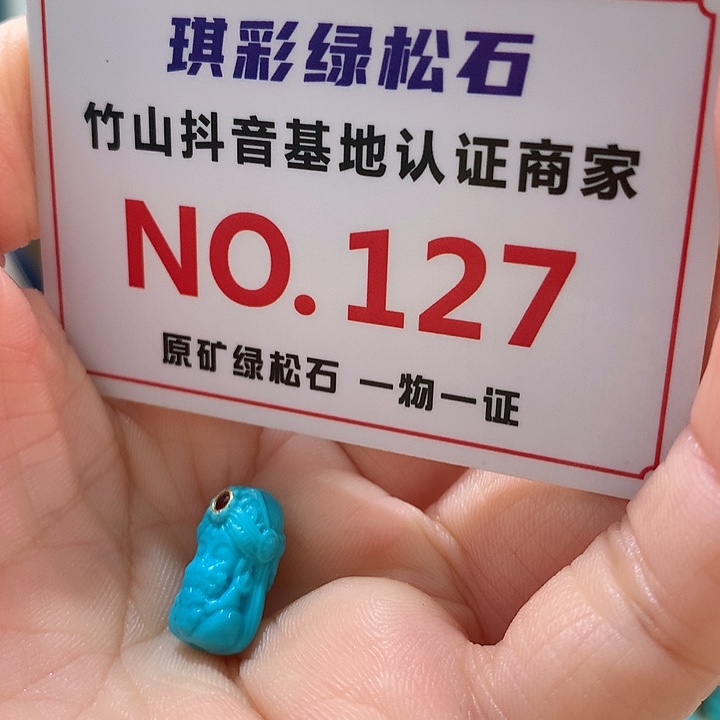 琪彩绿松石
竹山抖音基地认证商家
NO.127
原矿绿松石 一物一证